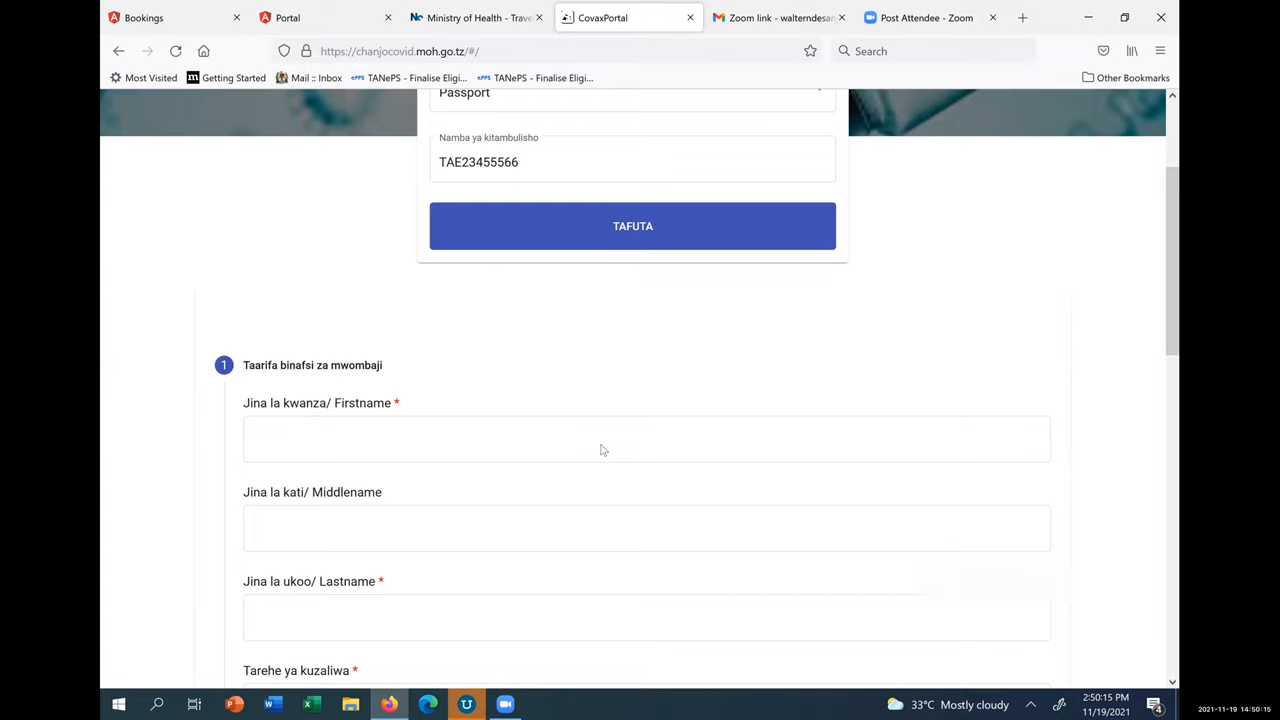 Bookings
Portal
Ministry of Health - Trave
CovaxPortal
Zoom link - walterndesan
Post Attendee - Zoom
https://chanjocovid.moh.go.tz/#/
Search
Most Visited
Getting Started
Mail :: Inbox
TANePS - Finalise Eligi...
TANePS - Finalise Eligi...
Other Bookmarks
Passport
Namba ya kitambulisho
TAE23455566
TAFUTA
1 Taarifa binafsi za mwombaji
Jina la kwanza/ Firstname *
Jina la kati/ Middlename
Jina la ukoo/ Lastname *
Tarehe ya kuzaliwa *
33°C Mostly cloudy
2:50:15 PM
11/19/2021
4
2021-11-19 14:50:15